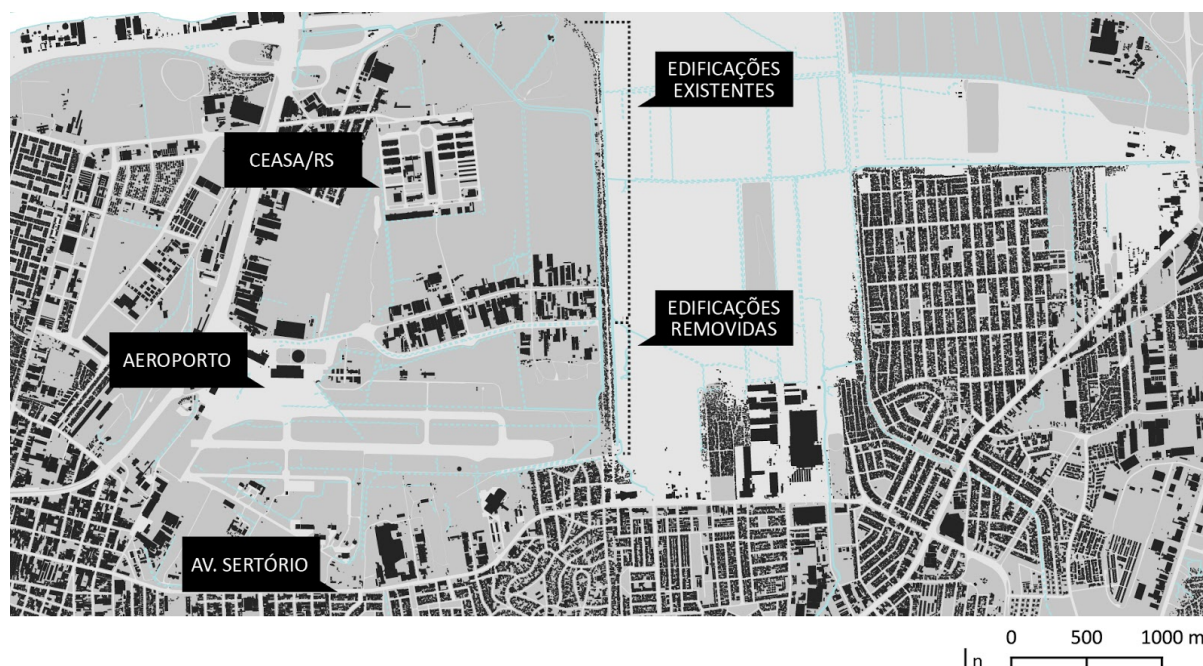 EDIFICAÇÕES
EXISTENTES
CEASA/RS
EDIFICAÇÕES
REMOVIDAS
AEROPORTO
AV. SERTÓRIO
0 500 1000 m
n